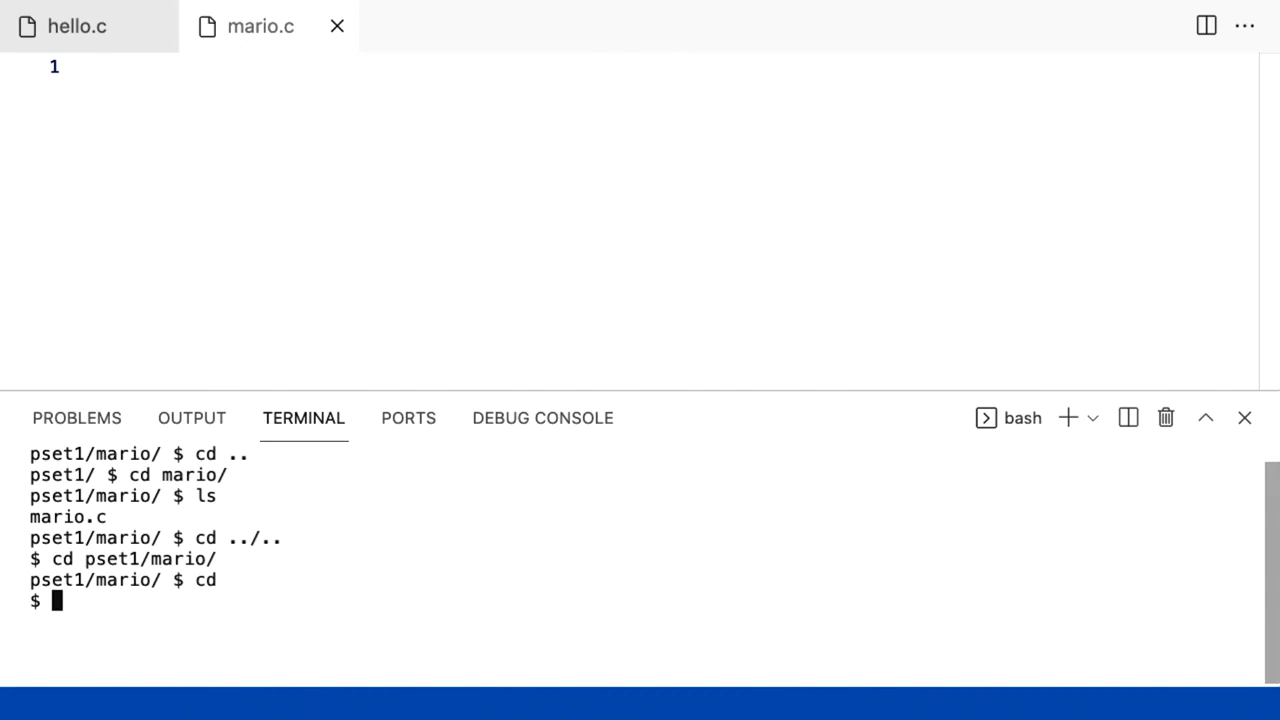 hello.c
mario.c
1
PROBLEMS OUTPUT TERMINAL PORTS DEBUG CONSOLE bash
pset1/mario/ $ cd ..
pset1/ $ cd mario/
pset1/mario/ $ ls
mario.c
pset1/mario/ $ cd ../..
$ cd pset1/mario/
pset1/mario/ $ cd
$